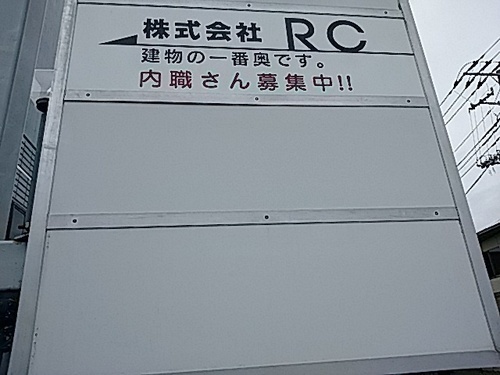 株式会社 RC
建物の一番奥です。
内職さん募集中!!